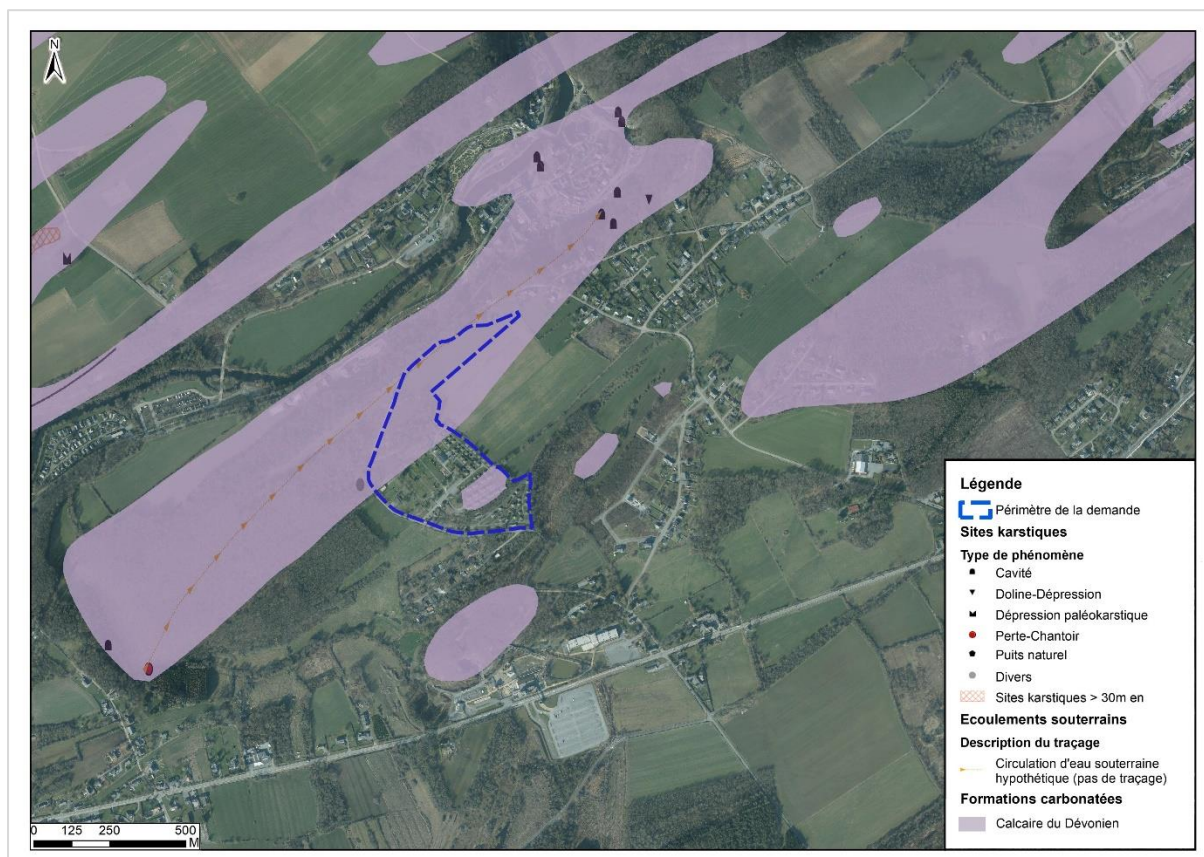 N
Légende
Périmètre de la demande
Sites karstiques
Type de phénomène
Cavité
Doline-Dépression
Dépression paléokarstique
Perte-Chantoir
Puits naturel
Divers
Sites karstiques > 30m en
Ecoulements souterrains
Description du traçage
Circulation d'eau souterraine
hypothétique (pas de traçage)
Formations carbonatées
Calcaire du Dévonien
0 125 250 500
M